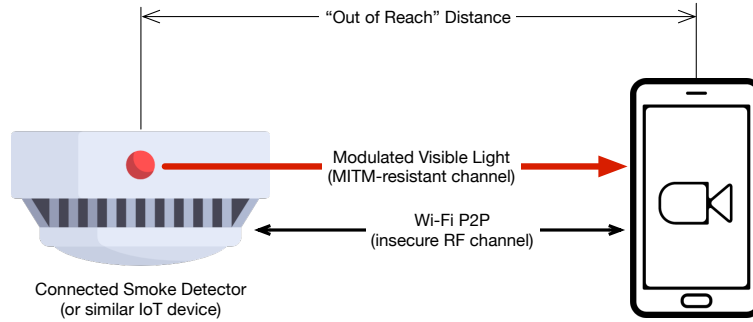 “Out of Reach” Distance
Modulated Visible Light
(MITM-resistant channel)
Wi-Fi P2P
(insecure RF channel)
Connected Smoke Detector
(or similar IoT device)